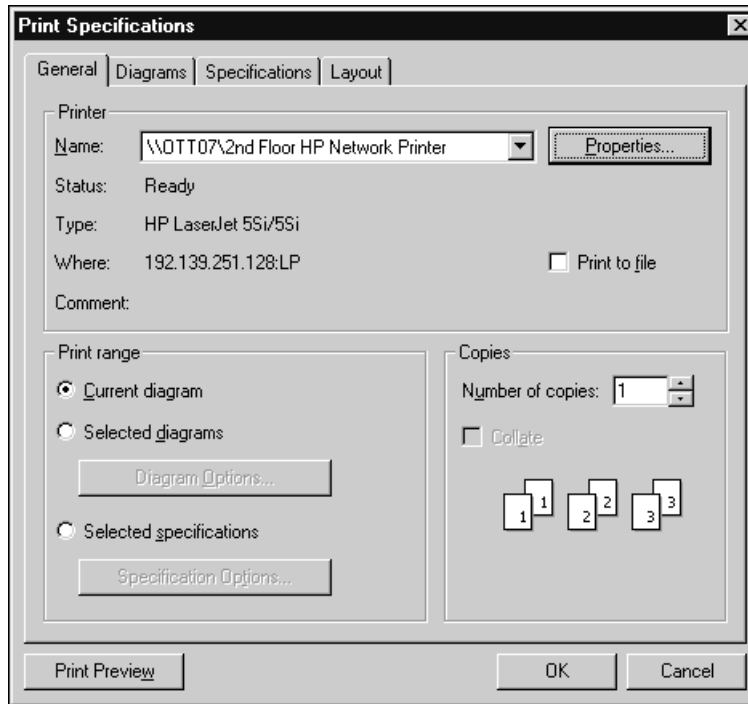 Print Specifications
General Diagrams Specifications Layout
Printer
Name: \\OTT07\2nd Floor HP Network Printer Properties...
Status: Ready
Type: HP LaserJet 5Si/5Si
Where: 192.139.251.128:LP Print to file
Comment:
Print range Copies
Current diagram Number of copies: 1
Selected diagrams Collate
Diagram Options...
1 1 2 2 3 3
Selected specifications
Specification Options...
Print Preview OK Cancel